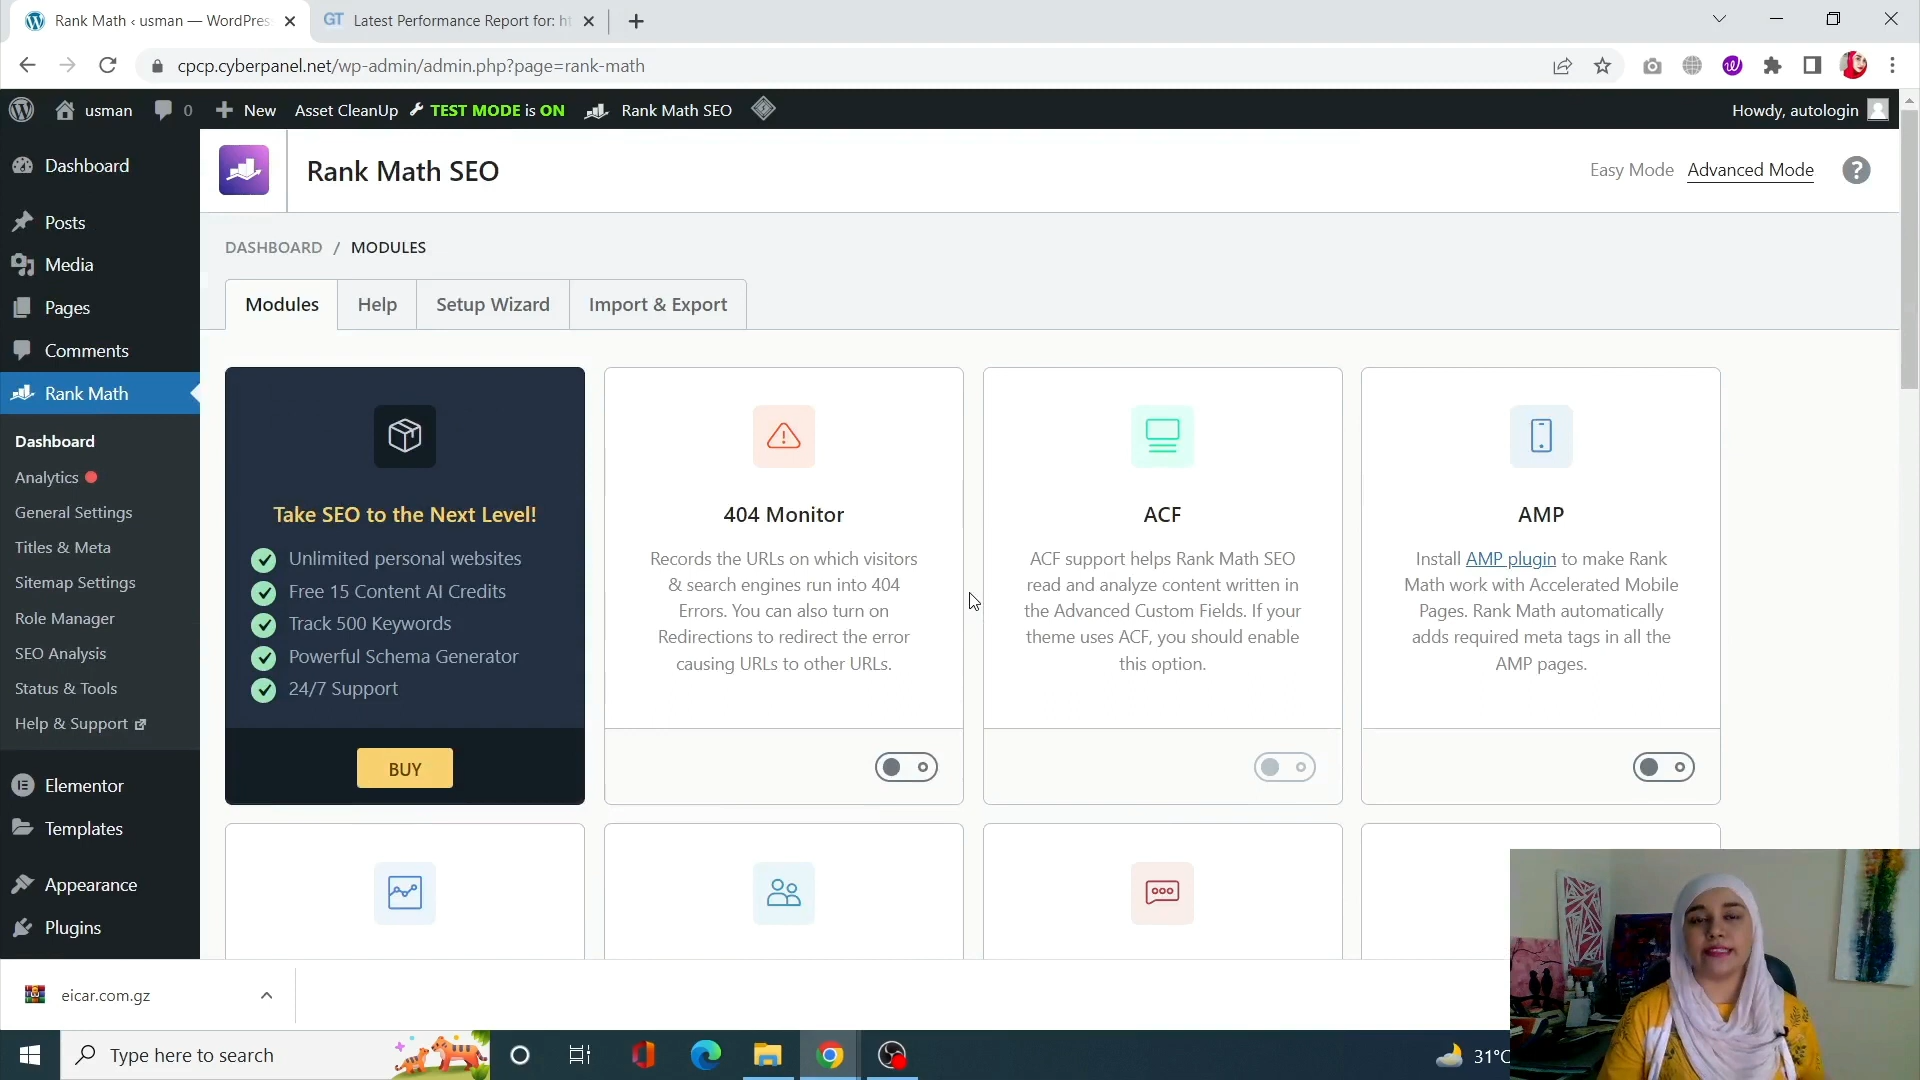 Rank Math ‹ usman — WordPres
GT Latest Performance Report for: ht
cpcp.cyberpanel.net/wp-admin/admin.php?page=rank-math
usman
0
New
Asset CleanUp
TEST MODE is ON
Rank Math SEO
Howdy, autologin
Dashboard
Posts
Media
Pages
Comments
Rank Math
Dashboard
Analytics
General Settings
Titles & Meta
Sitemap Settings
Role Manager
SEO Analysis
Status & Tools
Help & Support
Elementor
Templates
Appearance
Plugins
Rank Math SEO
Easy Mode
Advanced Mode
?
DASHBOARD / MODULES
Modules
Help
Setup Wizard
Import & Export
Take SEO to the Next Level!
Unlimited personal websites
Free 15 Content AI Credits
Track 500 Keywords
Powerful Schema Generator
24/7 Support
BUY
404 Monitor
Records the URLs on which visitors
& search engines run into 404
Errors. You can also turn on
Redirections to redirect the error
causing URLs to other URLs.
ACF
ACF support helps Rank Math SEO
read and analyze content written in
the Advanced Custom Fields. If your
theme uses ACF, you should enable
this option.
AMP
Install AMP plugin to make Rank
Math work with Accelerated Mobile
Pages. Rank Math automatically
adds required meta tags in all the
AMP pages.
eicar.com.gz
Type here to search
31°C